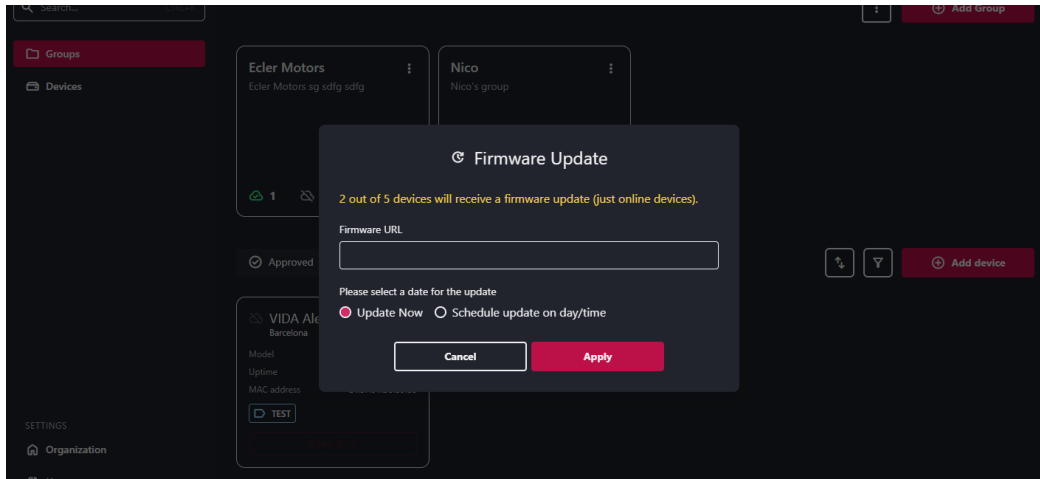 Search...
Add Group
Groups
Devices
Ecler Motors
Ecler Motors sg sdfg sdfg
Nico
Nico's group
1
Firmware Update
2 out of 5 devices will receive a firmware update (just online devices).
Firmware URL
Please select a date for the update
Update Now
Schedule update on day/time
Cancel
Apply
Approved
Add device
VIDA Ale
Barcelona
Model
Uptime
MAC address
TEST
SETTINGS
Organization